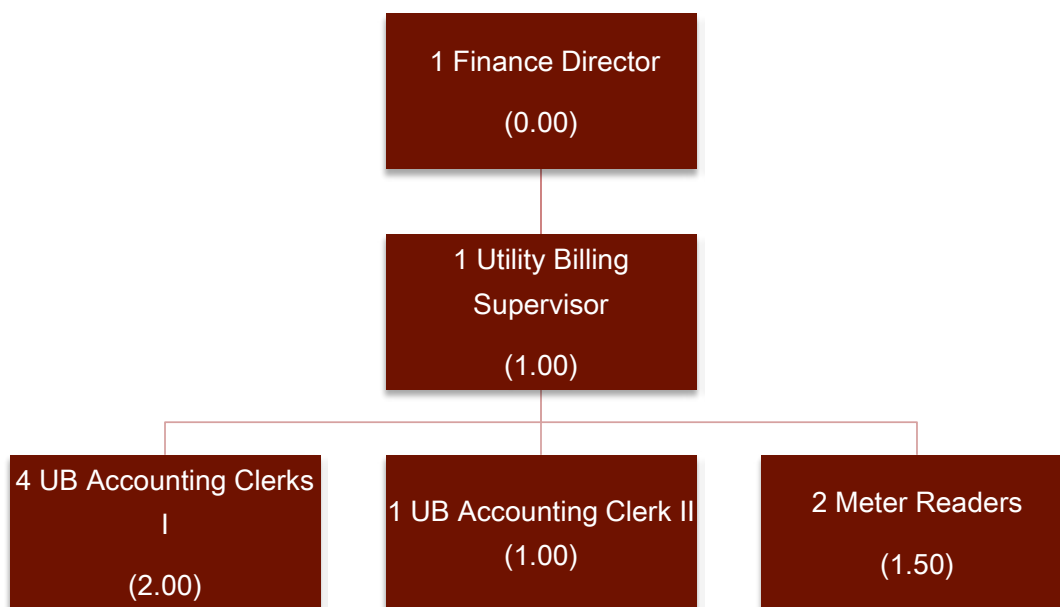 1 Finance Director
(0.00)
1 Utility Billing
Supervisor
(1.00)
4 UB Accounting Clerks
I
(2.00)
1 UB Accounting Clerk II
(1.00)
2 Meter Readers
(1.50)